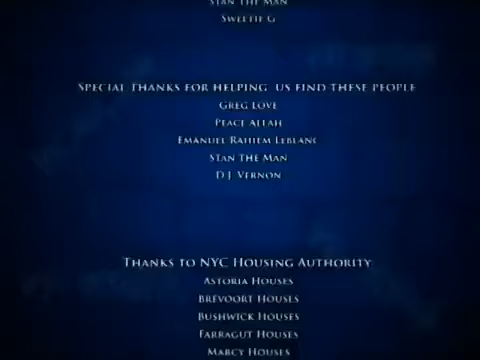 Stan The Man
Sweetie G
Special thanks for helping us find these people
Greg Love
Peace Allah
Emanuel Rahiem Leblanc
Stan The Man
D.J. Vernon
Thanks to NYC Housing Authority
Astoria Houses
Brevoort Houses
Bushwick Houses
Farragut Houses
Marcy Houses